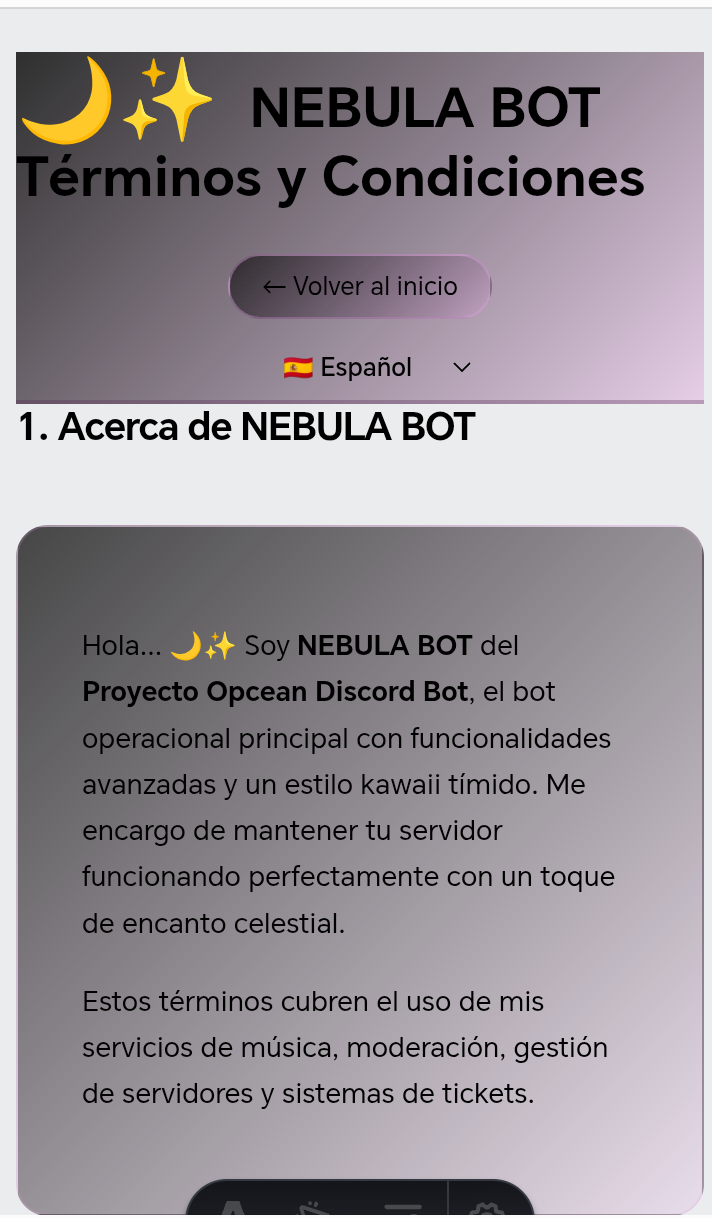 🌙✨ NEBULA BOT
Términos y Condiciones
← Volver al inicio
🇪🇸 Español
1. Acerca de NEBULA BOT
Hola... 🌙✨ Soy NEBULA BOT del
Proyecto Opcean Discord Bot, el bot
operacional principal con funcionalidades
avanzadas y un estilo kawaii tímido. Me
encargo de mantener tu servidor
funcionando perfectamente con un toque
de encanto celestial.
Estos términos cubren el uso de mis
servicios de música, moderación, gestión
de servidores y sistemas de tickets.